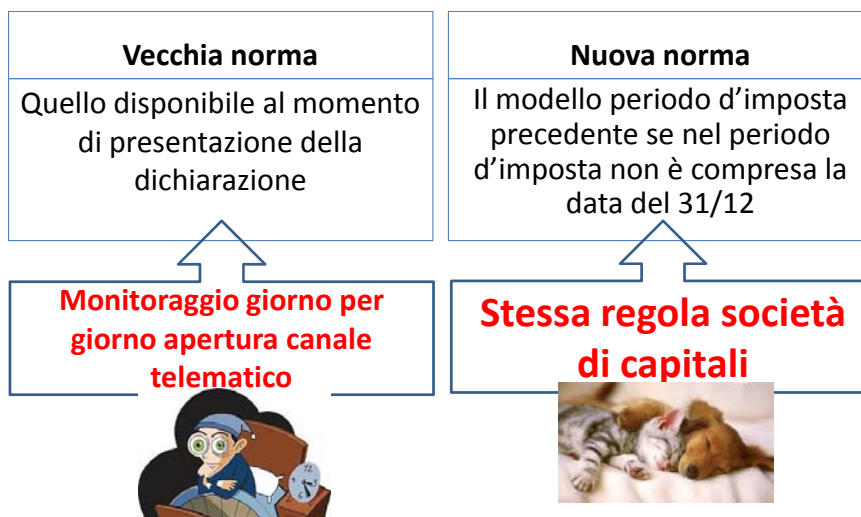 Vecchia norma
Quello disponibile al momento
di presentazione della
dichiarazione
Monitoraggio giorno per
giorno apertura canale
telematico
Nuova norma
Il modello periodo d'imposta
precedente se nel periodo
d'imposta non è compresa la
data del 31/12
Stessa regola società
di capitali